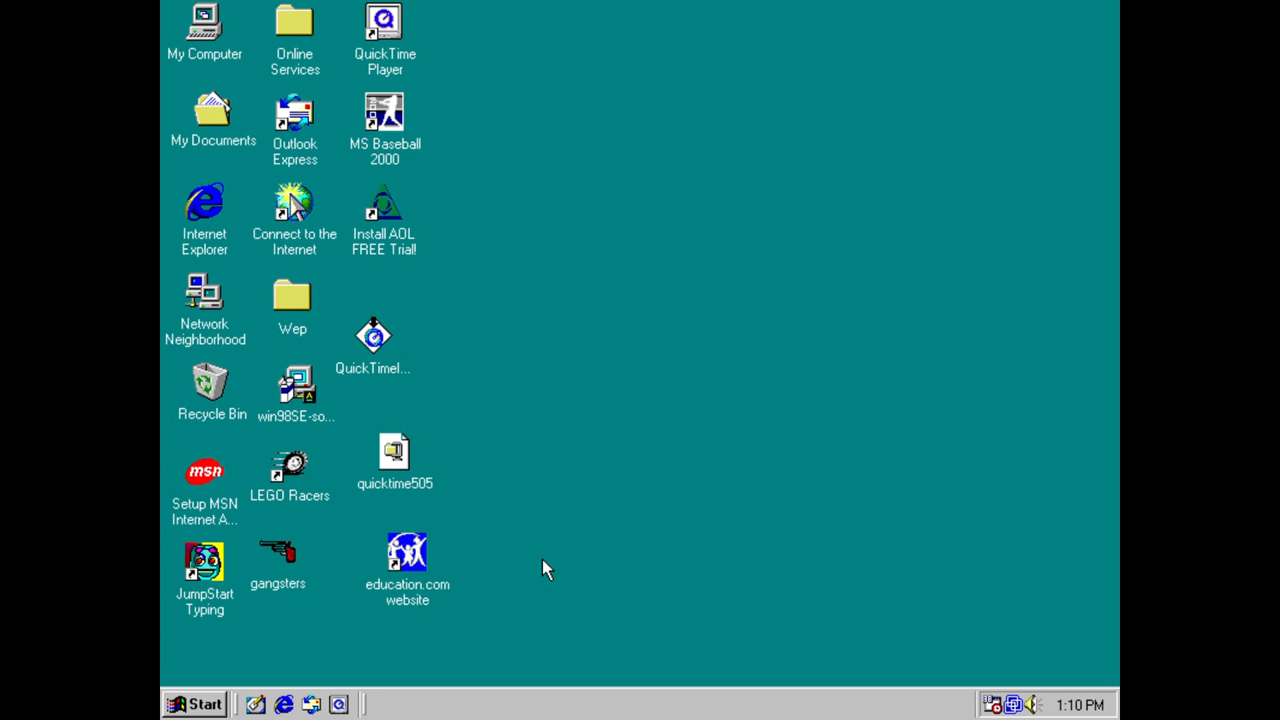 My Computer
Online
Services
QuickTime
Player
My Documents
Outlook
Express
MS Baseball
2000
Internet
Explorer
Connect to the
Internet
Install AOL
FREE Trial!
Network
Neighborhood
Wep
QuickTimeI...
Recycle Bin
win98SE-so...
msn
Setup MSN
Internet A...
LEGO Racers
quicktime505
JumpStart
Typing
gangsters
education.com
website
Start
1:10 PM